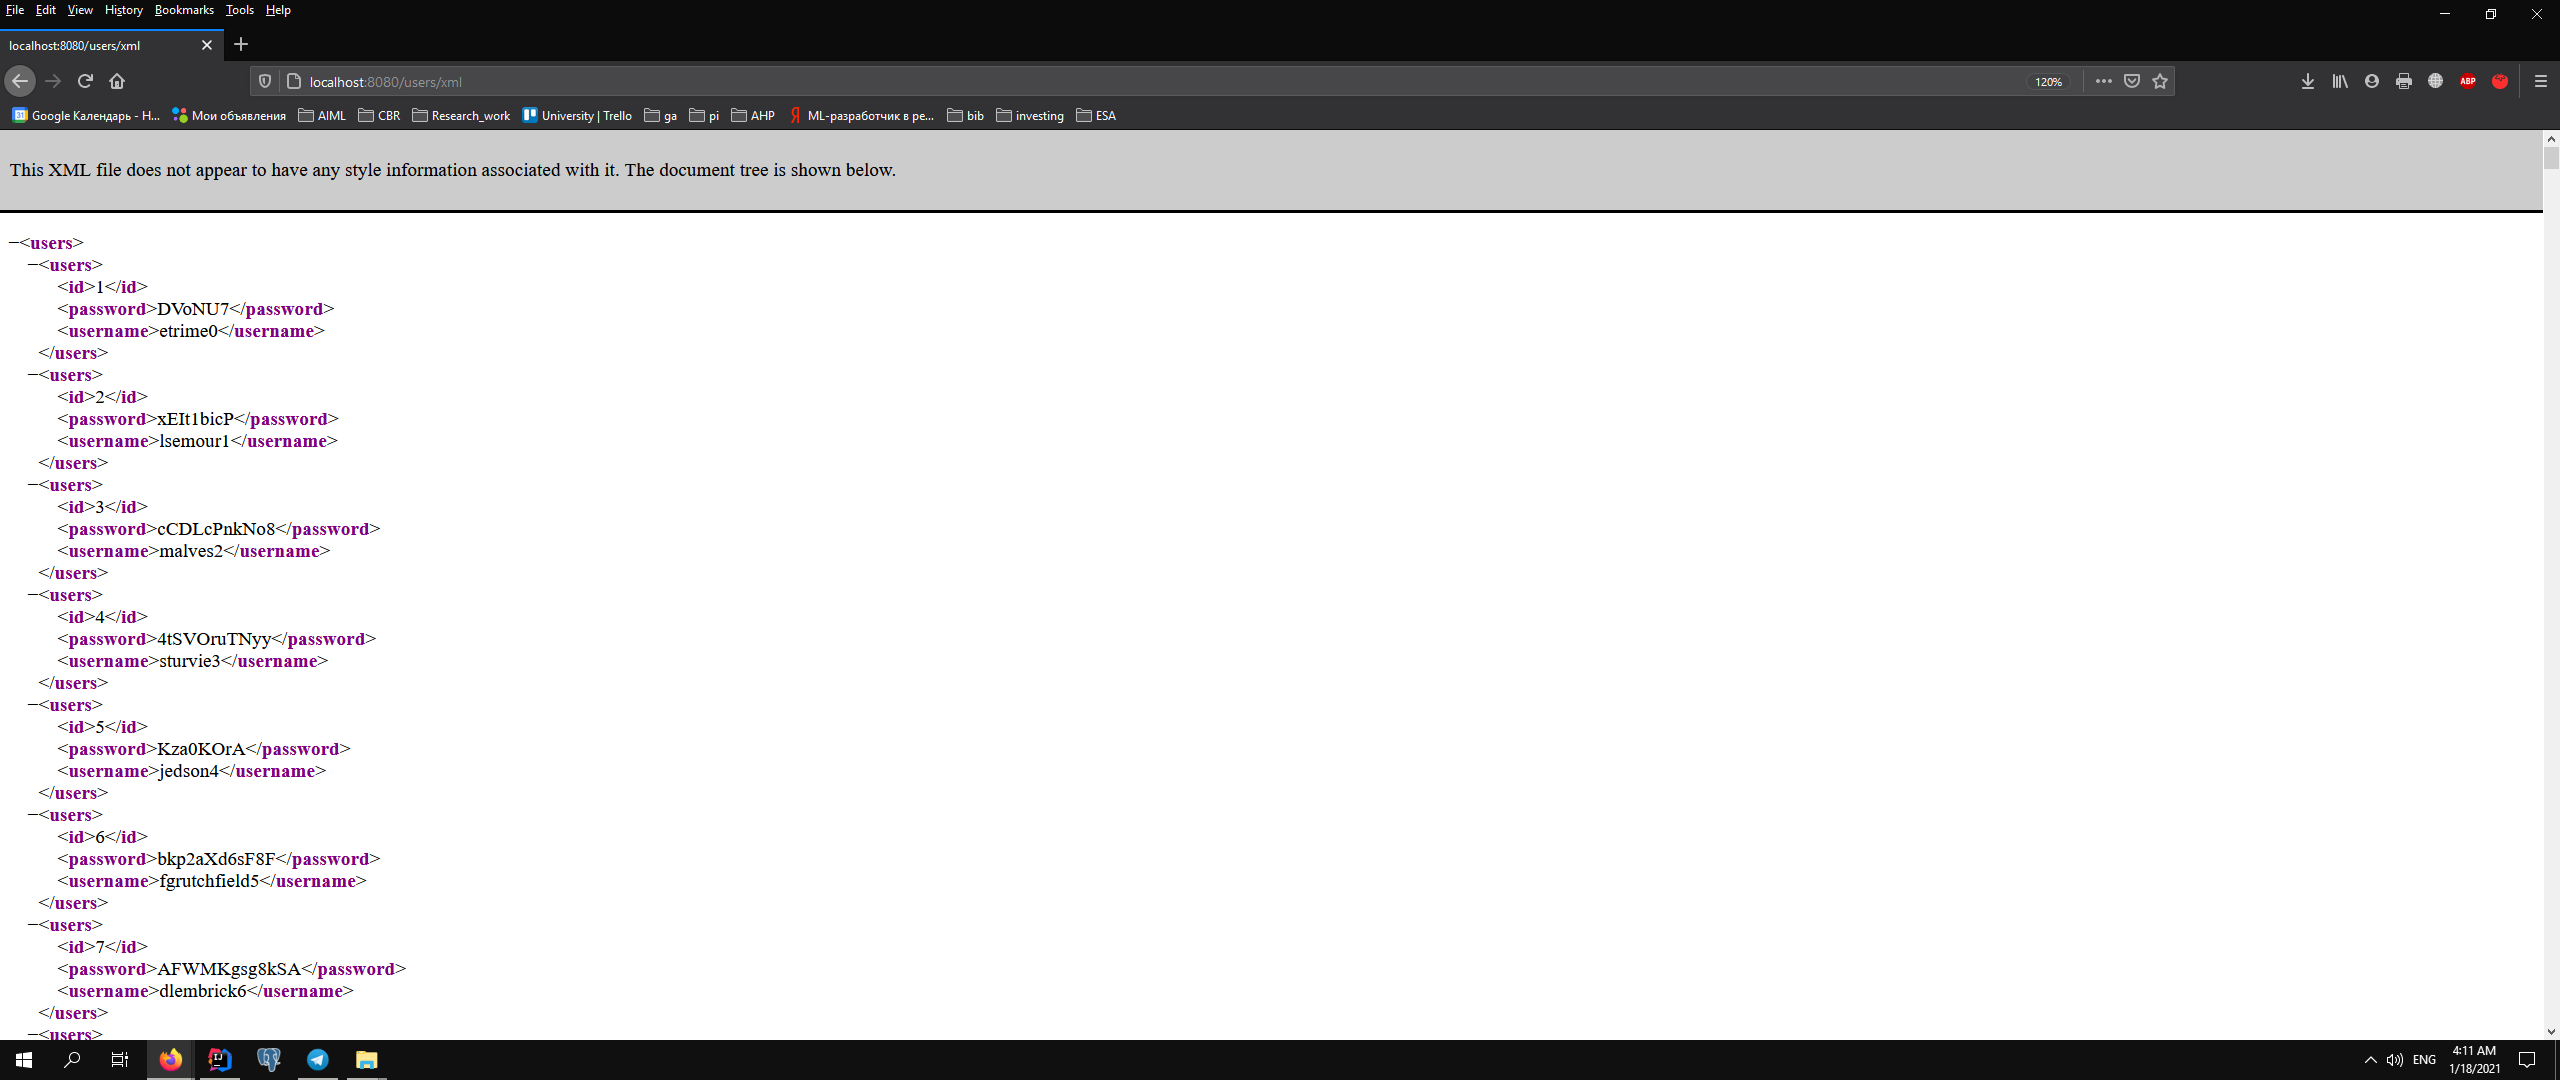 File Edit View History Bookmarks Tools Help
localhost:8080/users/xml
localhost:8080/users/xml 120% ABP
31 Google Календарь - Н... Мои объявления AIML CBR Research_work University | Trello ga pi AHP Я ML-разработчик в ре... bib investing ESA
This XML file does not appear to have any style information associated with it. The document tree is shown below.
−<users>
−<users>
<id>1</id>
<password>DVoNU7</password>
<username>etrime0</username>
</users>
−<users>
<id>2</id>
<password>xEIt1bicP</password>
<username>lsemour1</username>
</users>
−<users>
<id>3</id>
<password>cCDLcPnkNo8</password>
<username>malves2</username>
</users>
−<users>
<id>4</id>
<password>4tSVOruTNyy</password>
<username>sturvie3</username>
</users>
−<users>
<id>5</id>
<password>Kza0KOrA</password>
<username>jedson4</username>
</users>
−<users>
<id>6</id>
<password>bkp2aXd6sF8F</password>
<username>fgrutchfield5</username>
</users>
−<users>
<id>7</id>
<password>AFWMKgsg8kSA</password>
<username>dlembrick6</username>
</users>
−<users>
ENG 4:11 AM
1/18/2021